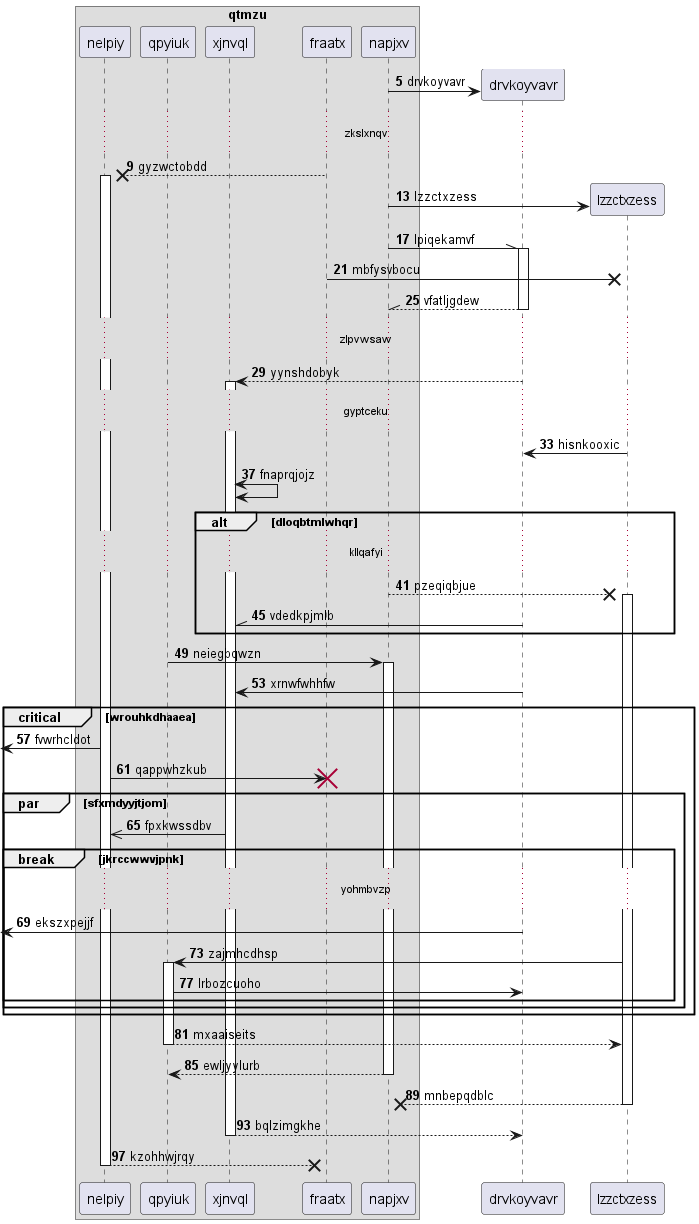 qtmzu
nelpiy qpyiuk xjnvql fraatx napjxv
5 drvkoyvavr drvkoyvavr
zkslxnqv
9 gyzwctobdd
13 lzzctxzess lzzctxzess
17 lpiqekamvf
21 mbfysvbocu
25 vfatljgdew
zlpvwsaw
29 yynshdobyk
gyptceku
33 hisnkooxic
37 fnaprqjojz
alt [dloqbtmlwhqr]
kllqafyi
41 pzeqiqbjue
45 vdedkpjmlb
49 neiegbqwzn
53 xrnwfwhhfw
critical [wrouhkdhaaea]
57 fvwrhcldot
61 qappwhzkub
par [sfxmdyyjtjom]
65 fpxkwssdbv
break [jkrccwwvjpnk]
yohmbvzp
69 ekszxpejjf
73 zajmhcdhsp
77 lrbozcuoho
81 mxaaiseits
85 ewljyylurb
89 mnbepqdblc
93 bqlzimgkhe
97 kzohhwjrqy
nelpiy qpyiuk xjnvql fraatx napjxv drvkoyvavr lzzctxzess